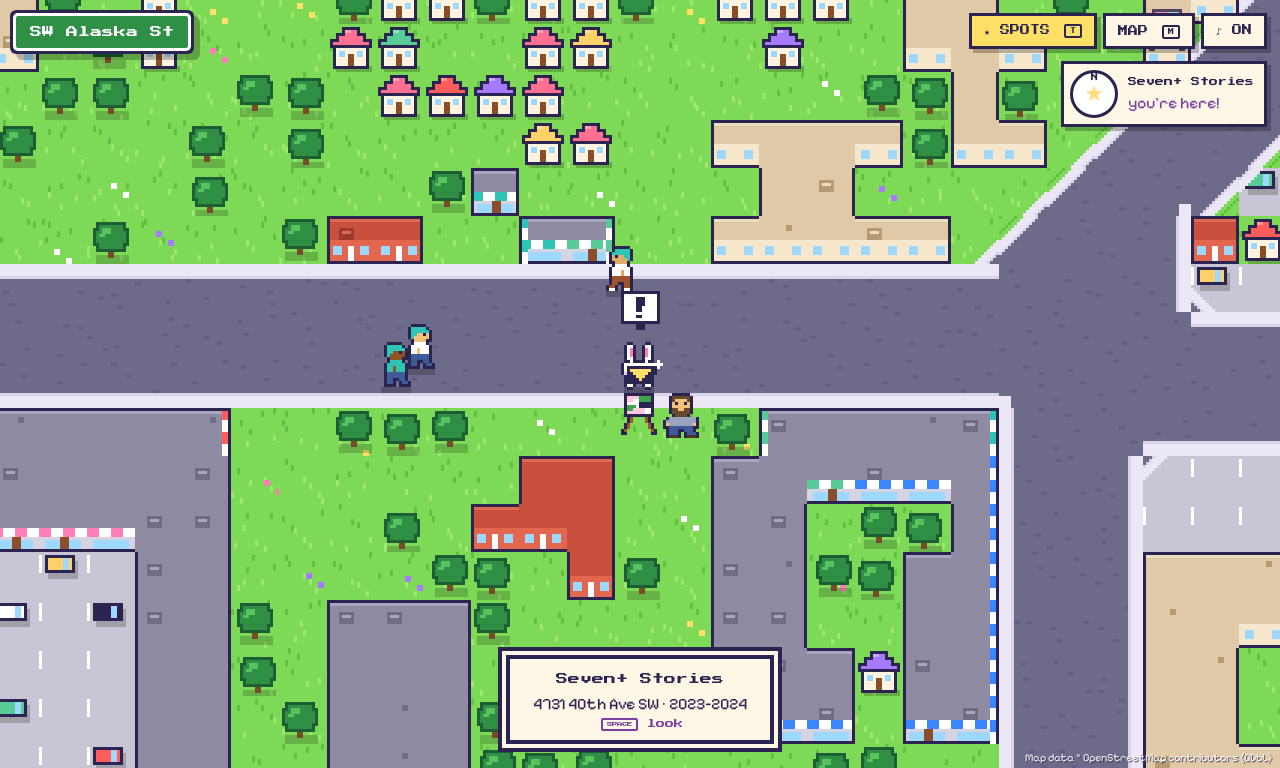 SW Alaska St
★ SPOTS T
MAP M
♪ ON
N
Seven+ Stories
you're here!
!
Seven+ Stories
4731 40th Ave SW · 2023-2024
SPACE look
Map data © OpenStreetMap contributors (ODbL)